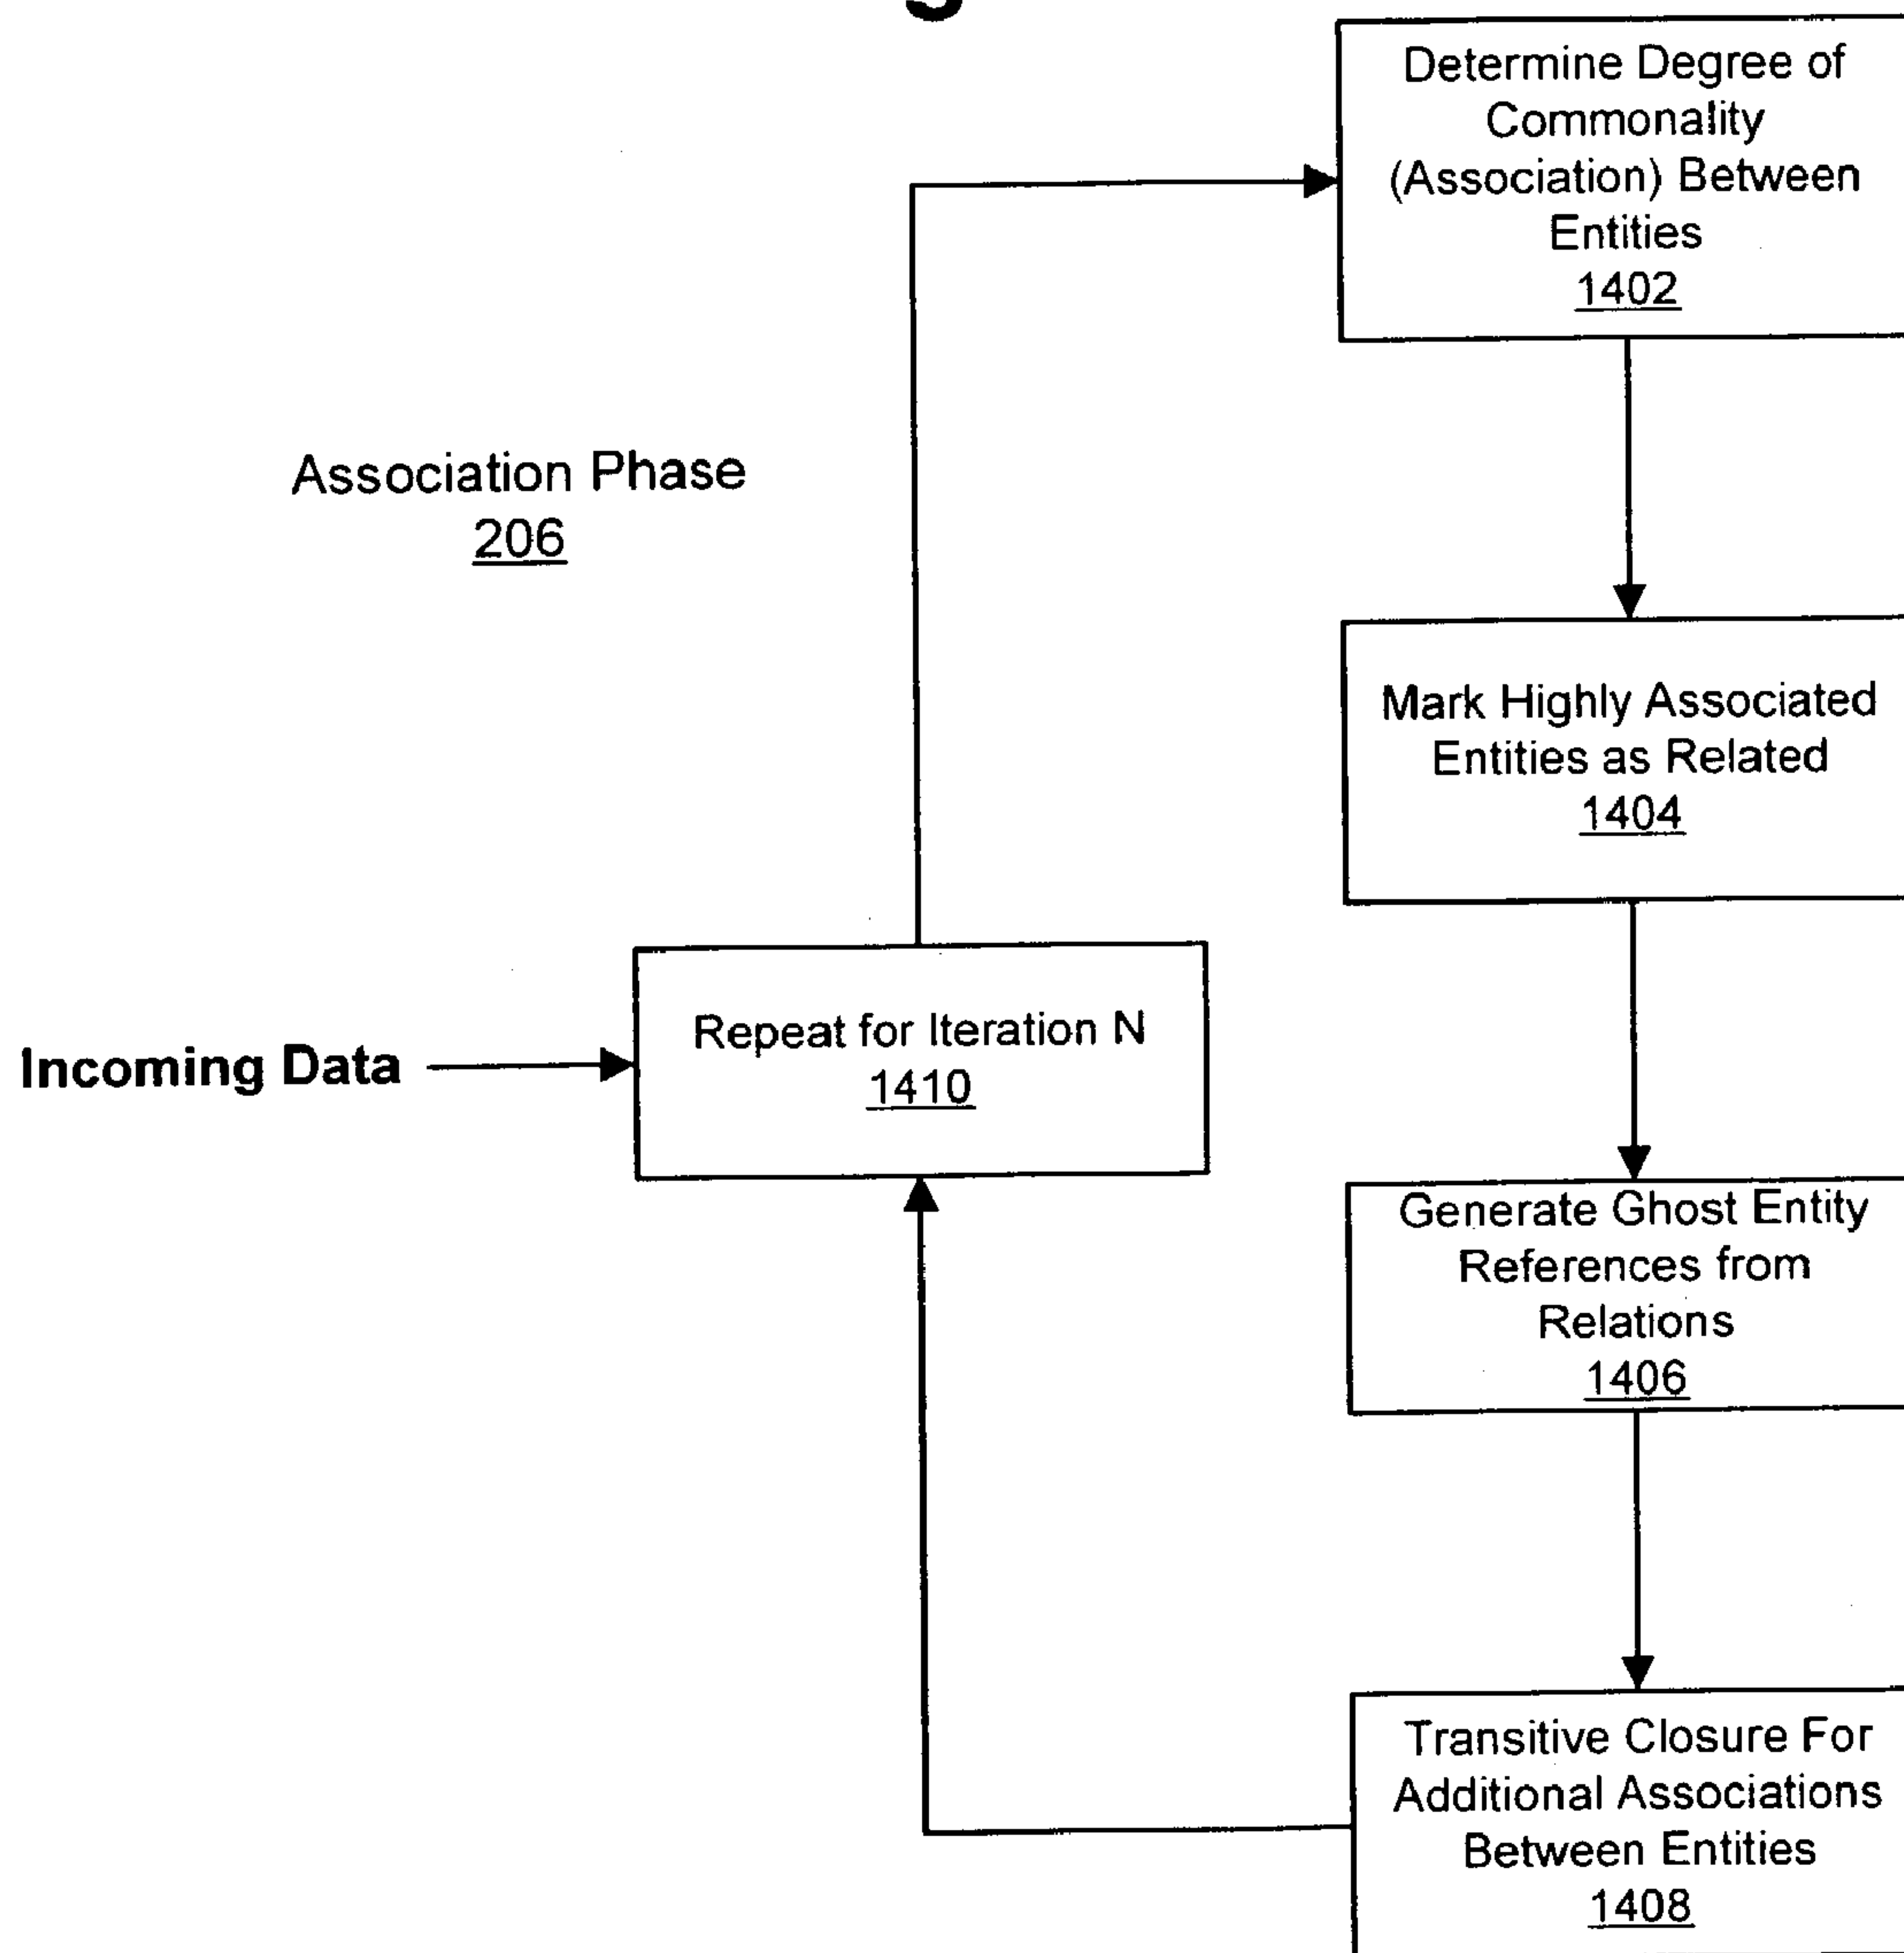 Determine Degree of
Commonality
(Association) Between
Entities
1402
Association Phase
206
Mark Highly Associated
Entities as Related
1404
Repeat for Iteration N
1410
Incoming Data
Generate Ghost Entity
References from
Relations
1406
Transitive Closure For
Additional Associations
Between Entities
1408